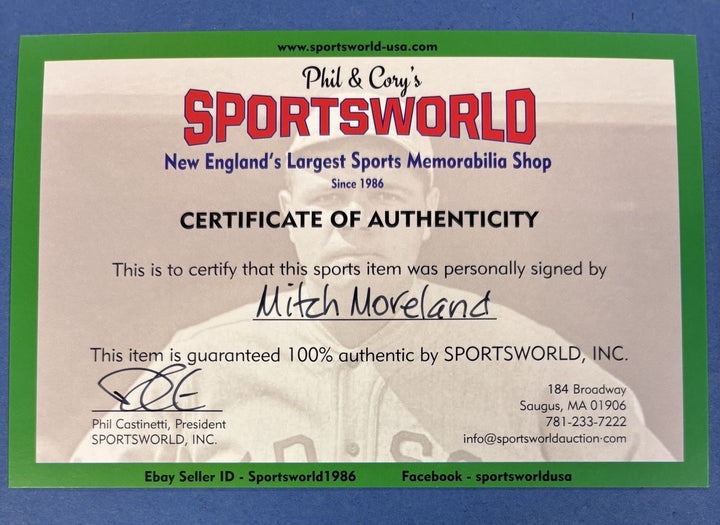 www.sportsworld-usa.com
Phil & Cory's
SPORTSWORLD
New England's Largest Sports Memorabilia Shop
Since 1986
CERTIFICATE OF AUTHENTICITY
This is to certify that this sports item was personally signed by
Mitch Moreland
This item is guaranteed 100% authentic by SPORTSWORLD, INC.
Phil Castinetti, President
SPORTSWORLD, INC.
184 Broadway
Saugus, MA 01906
781-233-7222
info@sportsworldauction.com
Ebay Seller ID - Sportsworld1986 Facebook - sportsworldusa